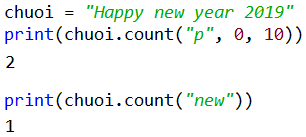 chuoi = "Happy new year 2019"
print(chuoi.count("p", 0, 10))
2
print(chuoi.count("new"))
1